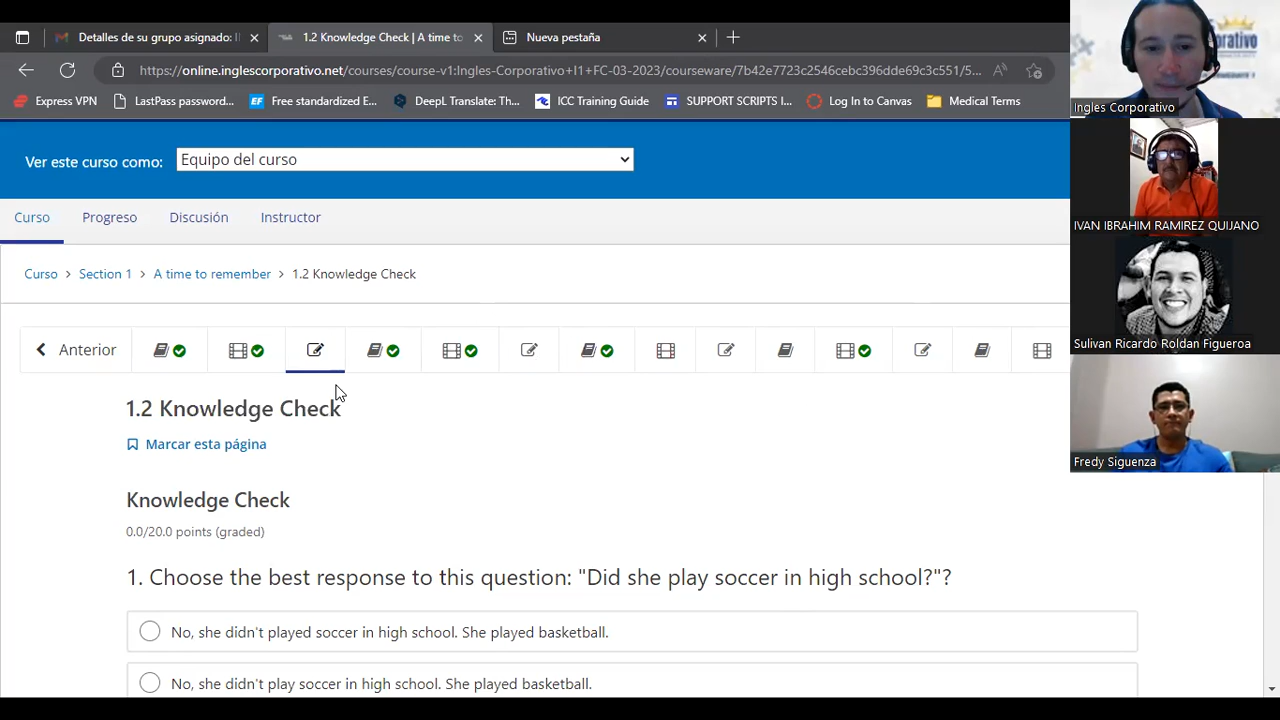 Detalles de su grupo asignado: II
1.2 Knowledge Check | A time to
Nueva pestaña
https://online.inglescorporativo.net/courses/course-v1:Ingles-Corporativo+I1+FC-03-2023/courseware/7b42e7723c2546cebc396dde69c3c551/5...
Express VPN
LastPass password...
EF Free standardized E...
DeepL Translate: Th...
ICC Training Guide
SUPPORT SCRIPTS I...
Log In to Canvas
Medical Terms
Ver este curso como: Equipo del curso
Curso Progreso Discusión Instructor
Curso > Section 1 > A time to remember > 1.2 Knowledge Check
Anterior
1.2 Knowledge Check
Marcar esta página
Knowledge Check
0.0/20.0 points (graded)
1. Choose the best response to this question: "Did she play soccer in high school?"?
No, she didn't played soccer in high school. She played basketball.
No, she didn't play soccer in high school. She played basketball.
Ingles Corporativo
IVAN IBRAHIM RAMIREZ QUIJANO
Sulivan Ricardo Roldan Figueroa
Fredy Siguenza